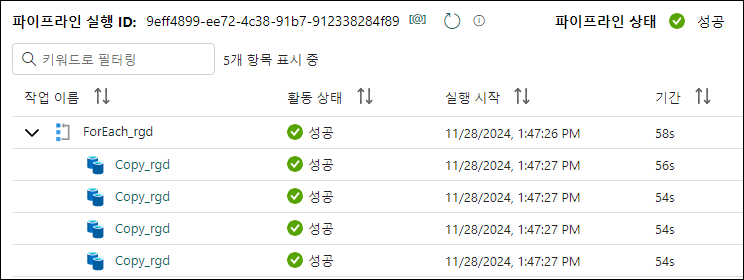 파이프라인 실행 ID: 9eff4899-ee72-4c38-91b7-912338284f89 파이프라인 상태 성공
키워드로 필터링 5개 항목 표시 중
작업 이름 활동 상태 실행 시작 기간
ForEach_rgd 성공 11/28/2024, 1:47:26 PM 58s
Copy_rgd 성공 11/28/2024, 1:47:27 PM 56s
Copy_rgd 성공 11/28/2024, 1:47:27 PM 54s
Copy_rgd 성공 11/28/2024, 1:47:27 PM 54s
Copy_rgd 성공 11/28/2024, 1:47:27 PM 54s